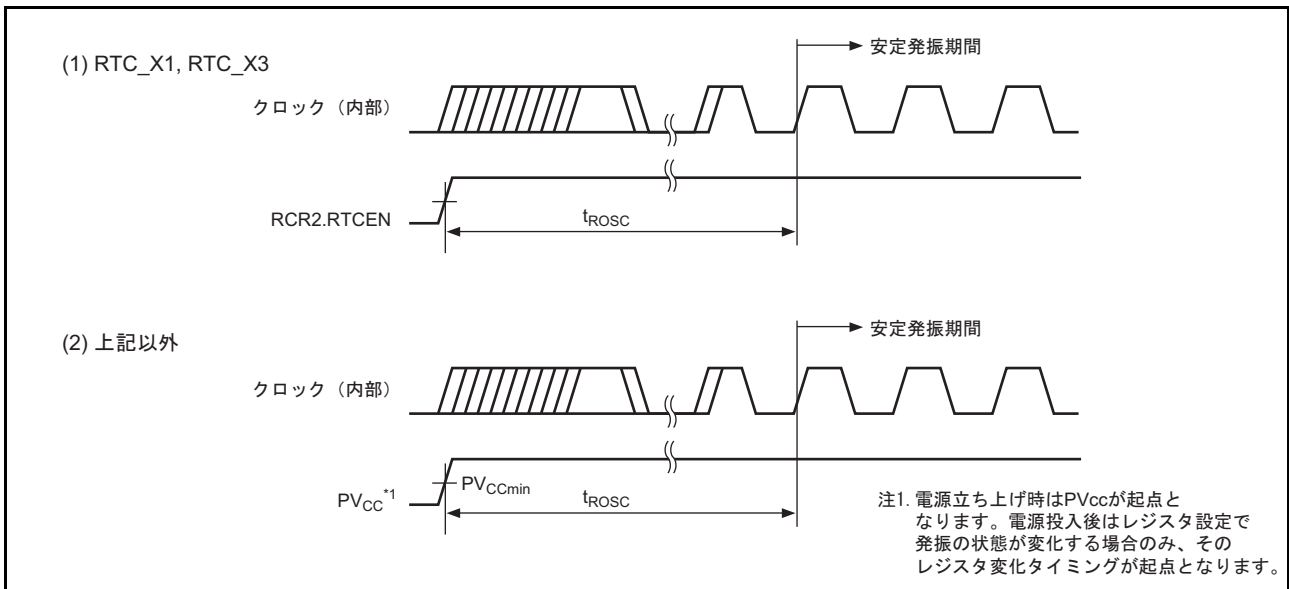 (1) RTC_X1, RTC_X3
安定発振期間
クロック（内部）
RCR2.RTCEN
tROSC
(2) 上記以外
安定発振期間
クロック（内部）
PVCC*1
PVCCmin
tROSC
注1. 電源立ち上げ時はPVccが起点と
なります。電源投入後はレジスタ設定で
発振の状態が変化する場合のみ、その
レジスタ変化タイミングが起点となります。